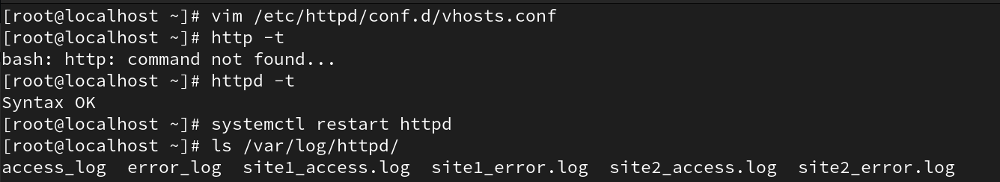 [root@localhost ~]# vim /etc/httpd/conf.d/vhosts.conf
[root@localhost ~]# http -t
bash: http: command not found...
[root@localhost ~]# httpd -t
Syntax OK
[root@localhost ~]# systemctl restart httpd
[root@localhost ~]# ls /var/log/httpd/
access_log  error_log  site1_access.log  site1_error.log  site2_access.log  site2_error.log